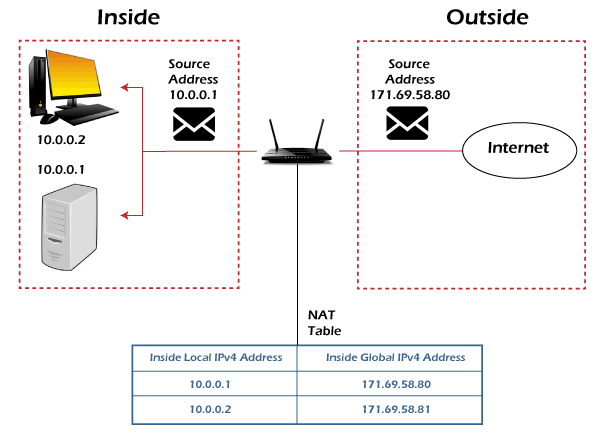 Inside
Outside
Source
Address
10.0.0.1
Source
Address
171.69.58.80
10.0.0.2
10.0.0.1
Internet
NAT
Table
Inside Local IPv4 Address
Inside Global IPv4 Address
10.0.0.1
171.69.58.80
10.0.0.2
171.69.58.81